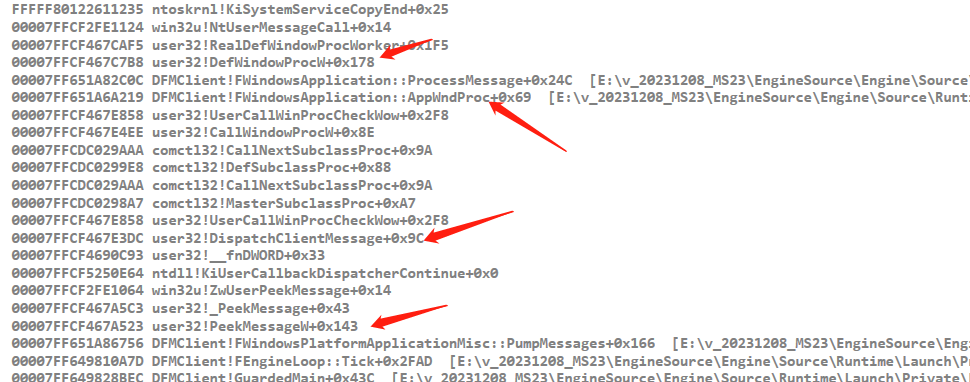 FFFFF80122611235 ntoskrnl!KiSystemServiceCopyEnd+0x25
00007FFCF2FE1124 win32u!NtUserMessageCall+0x14
00007FFCF467CAF5 user32!RealDefWindowProcWorker+0x1F5
00007FFCF467C7B8 user32!DefWindowProcW+0x178
00007FF651A82C0C DFMClient!FWindowsApplication::ProcessMessage+0x24C [E:\v_20231208_MS23\EngineSource\Engine\Source\
00007FF651A6A219 DFMClient!FWindowsApplication::AppWndProc+0x69 [E:\v_20231208_MS23\EngineSource\Engine\Source\Runti
00007FFCF467E858 user32!UserCallWinProcCheckWow+0x2F8
00007FFCF467E4EE user32!CallWindowProcW+0x8E
00007FFCDC029AAA comctl32!CallNextSubclassProc+0x9A
00007FFCDC0299E8 comctl32!DefSubclassProc+0x88
00007FFCDC029AAA comctl32!CallNextSubclassProc+0x9A
00007FFCDC0298A7 comctl32!MasterSubclassProc+0xA7
00007FFCF467E858 user32!UserCallWinProcCheckWow+0x2F8
00007FFCF467E3DC user32!DispatchClientMessage+0x9C
00007FFCF4690C93 user32!__fnDWORD+0x33
00007FFCF5250E64 ntdll!KiUserCallbackDispatcherContinue+0x0
00007FFCF2FE1064 win32u!ZwUserPeekMessage+0x14
00007FFCF467A5C3 user32!_PeekMessage+0x43
00007FFCF467A523 user32!PeekMessageW+0x143
00007FF651A86756 DFMClient!FWindowsPlatformApplicationMisc::PumpMessages+0x166 [E:\v_20231208_MS23\EngineSource\Eng
00007FF649810A7D DFMClient!FEngineLoop::Tick+0x2FAD [E:\v_20231208_MS23\EngineSource\Engine\Source\Runtime\Launch\Pr
00007FF649828BEC DFMClient!GuardedMain+0x43C [E:\v_20231208_MS23\EngineSource\Engine\Source\Runtime\Launch\Private\L